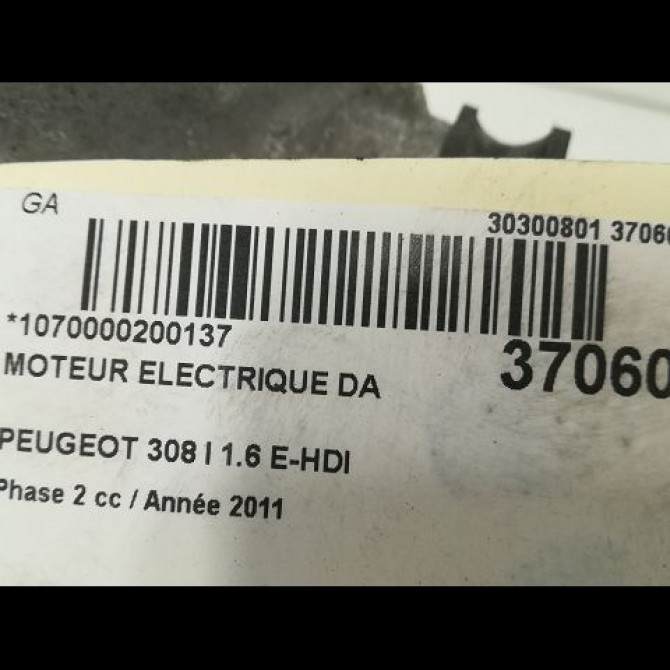 GA
30300801 37060
*1070000200137
37060
MOTEUR ELECTRIQUE DA
PEUGEOT 308 I 1.6 E-HDI
Phase 2 cc / Année 2011